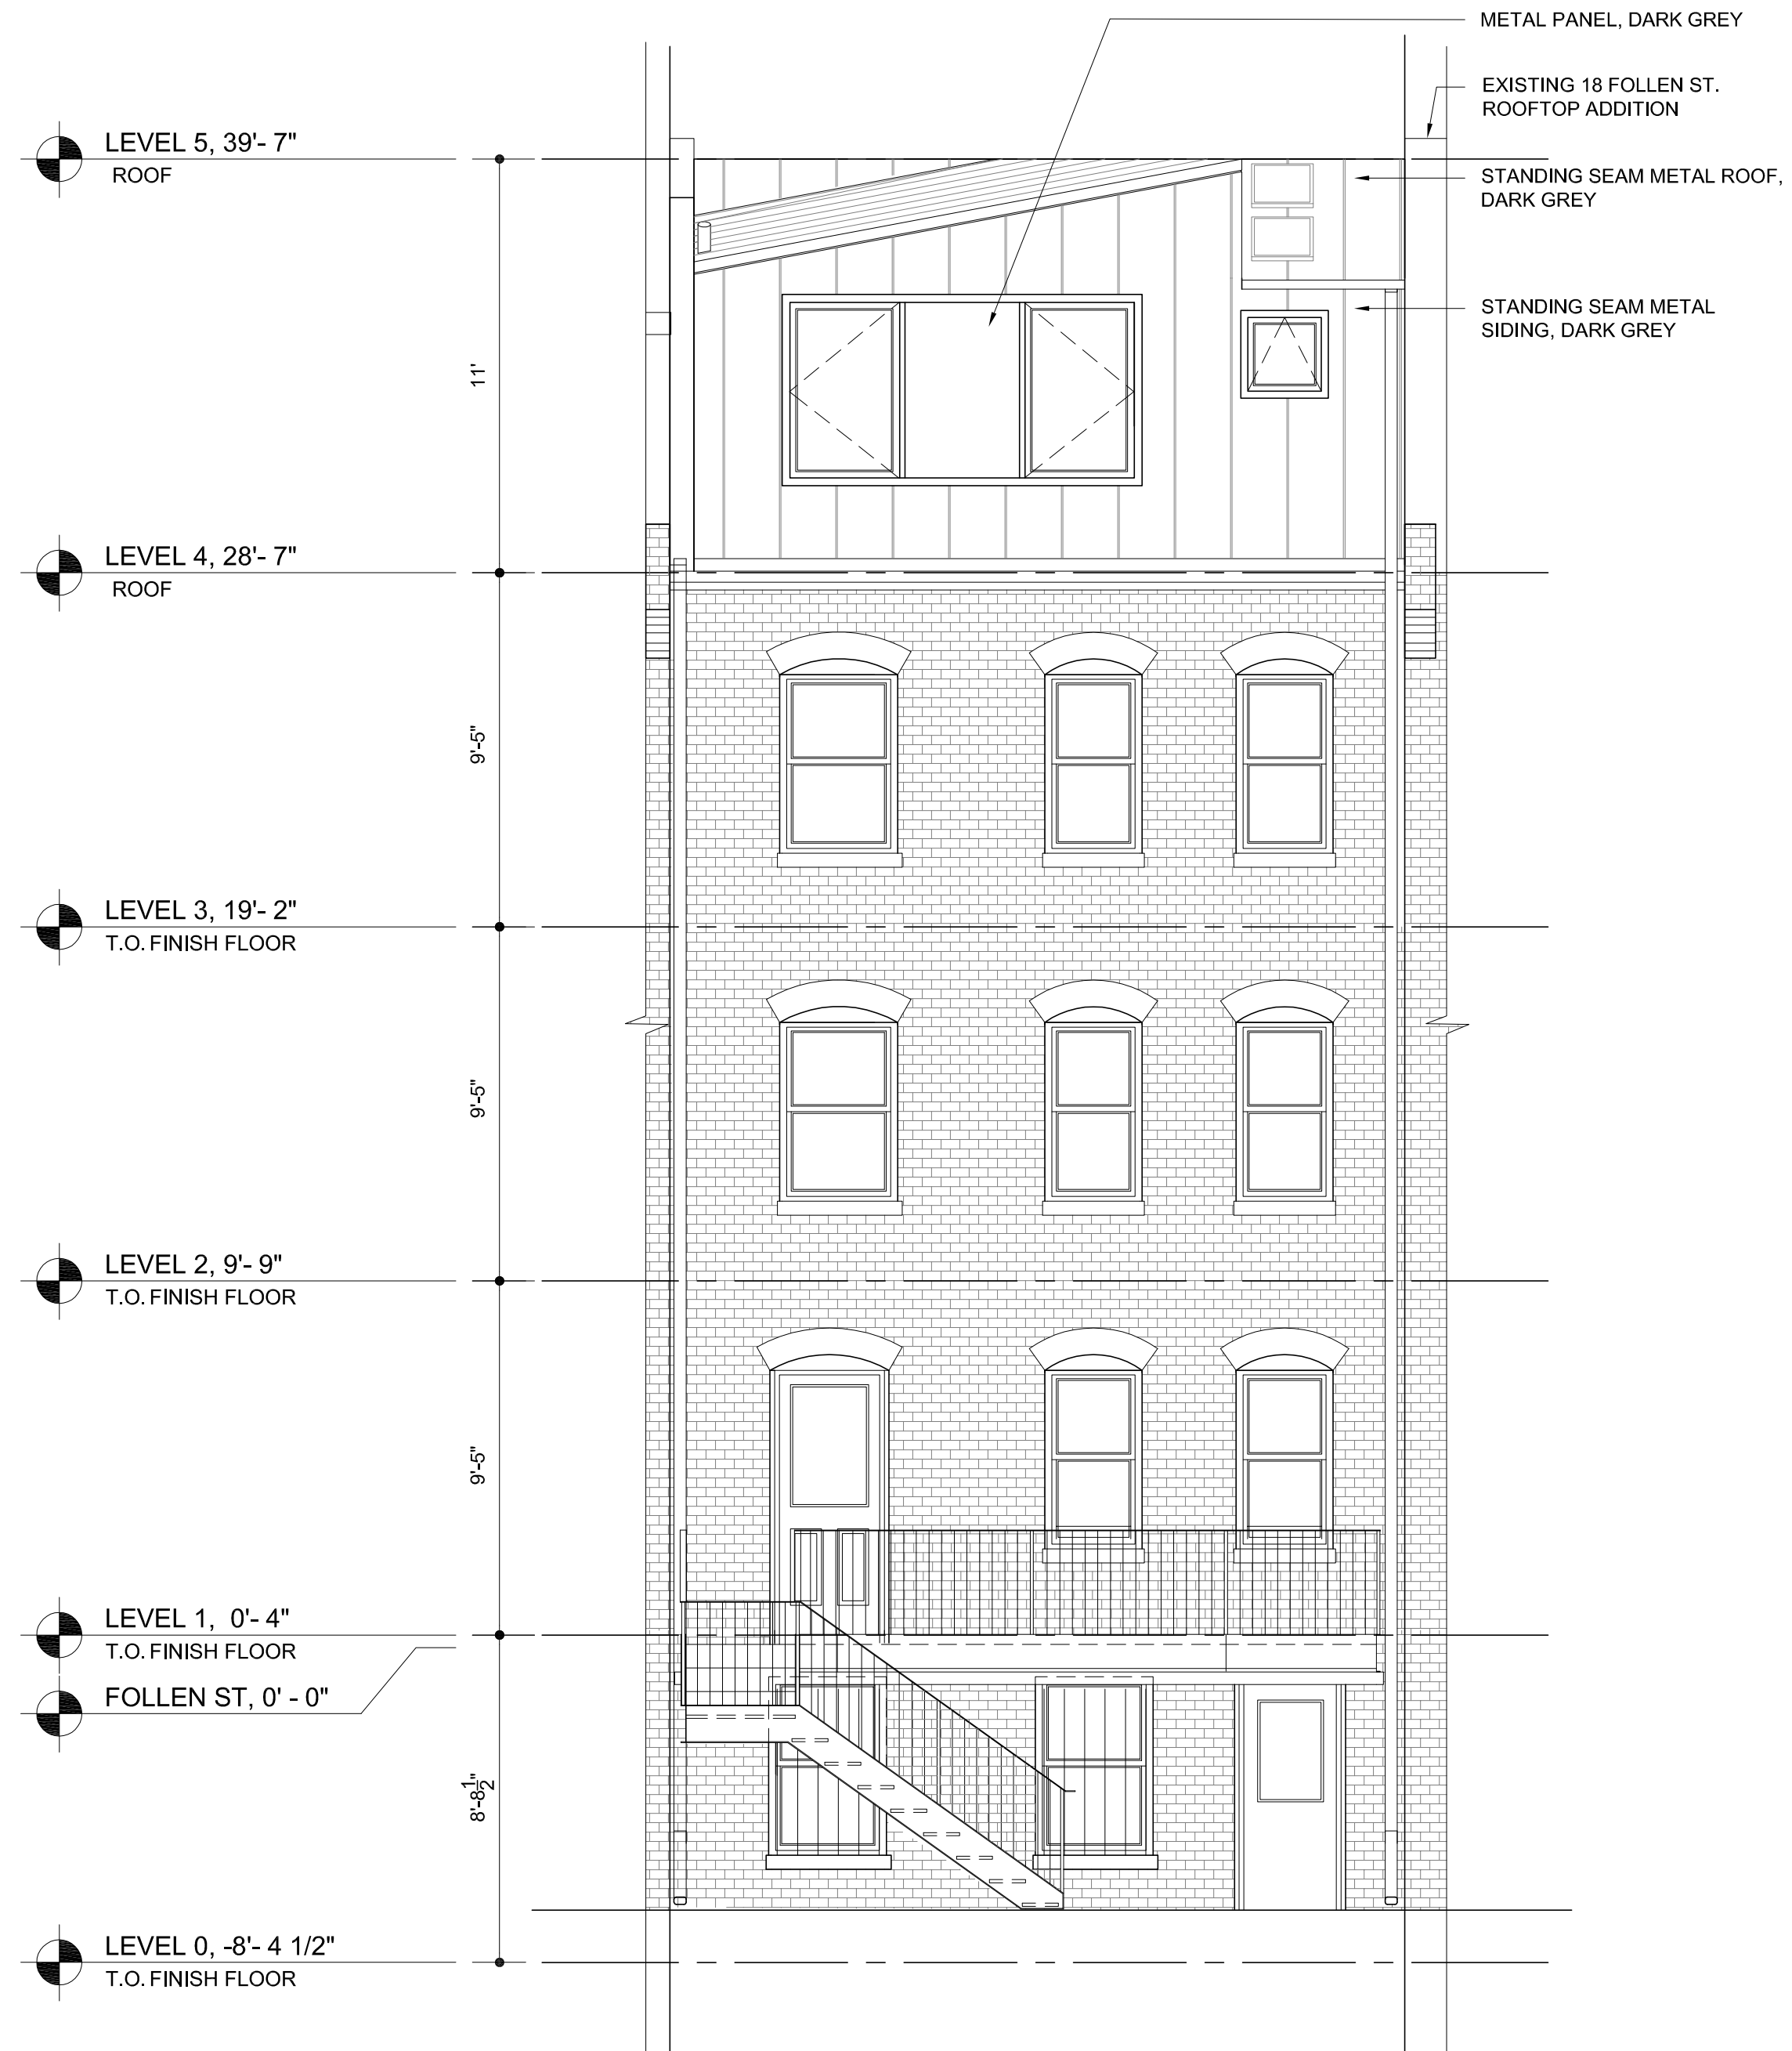 METAL PANEL, DARK GREY
EXISTING 18 FOLLEN ST.
ROOFTOP ADDITION
LEVEL 5, 39'- 7"
ROOF
STANDING SEAM METAL ROOF,
DARK GREY
STANDING SEAM METAL
SIDING, DARK GREY
11'
LEVEL 4, 28'- 7"
ROOF
9'-5"
LEVEL 3, 19'- 2"
T.O. FINISH FLOOR
9'-5"
LEVEL 2, 9'- 9"
T.O. FINISH FLOOR
9'-5"
LEVEL 1, 0'- 4"
T.O. FINISH FLOOR
FOLLEN ST, 0' - 0"
8'-8 1/2"
LEVEL 0, -8'- 4 1/2"
T.O. FINISH FLOOR